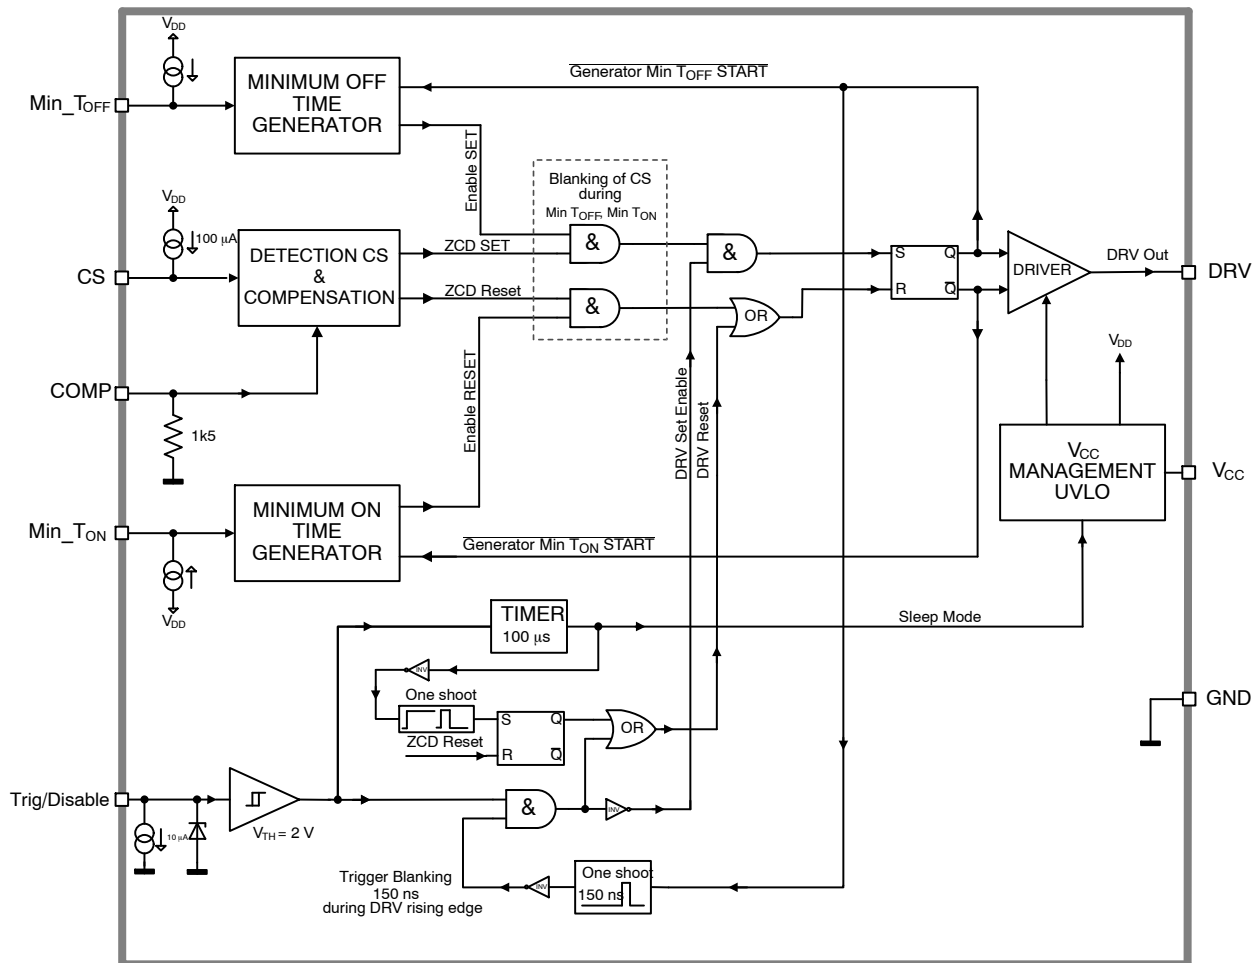 VDD
Generator Min TOFF START
Min_TOFF
MINIMUM OFF
TIME
GENERATOR
Enable SET
Blanking of CS
during
Min TOFF, Min TON
VDD
100 μA
DETECTION CS
&
COMPENSATION
ZCD SET
&
&
S
Q
DRIVER
DRV Out
DRV
CS
ZCD Reset
&
OR
R
Q
VDD
COMP
1k5
Enable RESET
DRV Set Enable
DRV Reset
VCC
MANAGEMENT
UVLO
VCC
Min_TON
MINIMUM ON
TIME
GENERATOR
Generator Min TON START
VDD
TIMER
100 μs
Sleep Mode
INV
One shoot
S
Q
OR
ZCD Reset
R
Q
GND
Trig/Disable
10 μA
VTH = 2 V
&
INV
Trigger Blanking
150 ns
during DRV rising edge
INV
One shoot
150 ns